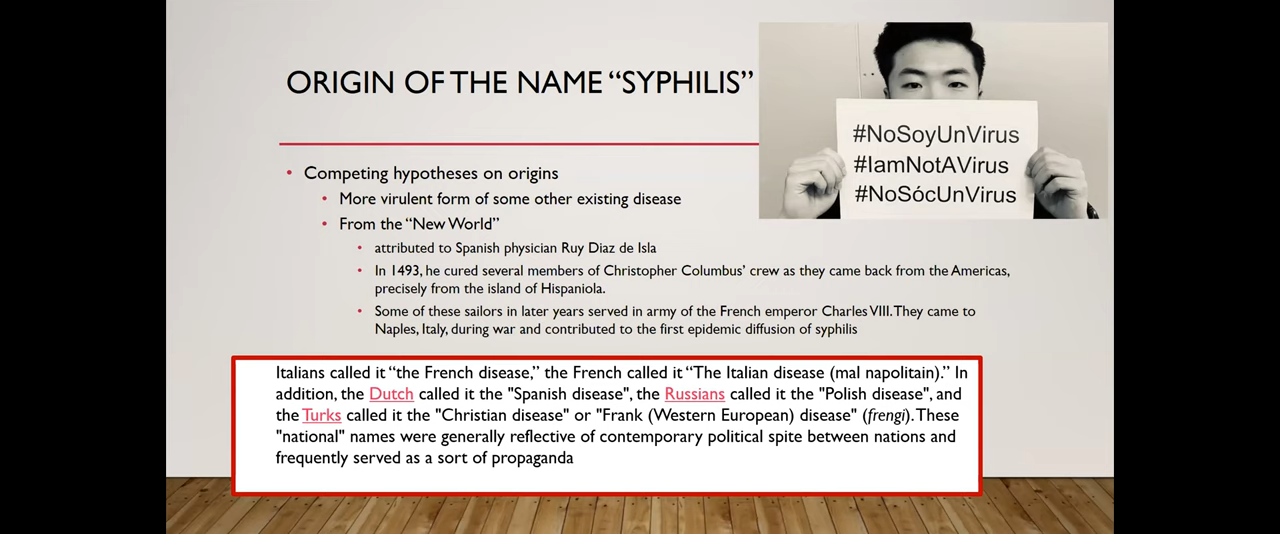 ORIGIN OF THE NAME “SYPHILIS”
#NoSoyUnVirus
#IamNotAVirus
#NoSócUnVirus
• Competing hypotheses on origins
• More virulent form of some other existing disease
• From the “New World”
• attributed to Spanish physician Ruy Diaz de Isla
• In 1493, he cured several members of Christopher Columbus’ crew as they came back from the Americas,
precisely from the island of Hispaniola.
• Some of these sailors in later years served in army of the French emperor Charles VIII. They came to
Naples, Italy, during war and contributed to the first epidemic diffusion of syphilis
Italians called it “the French disease,” the French called it “The Italian disease (mal napolitain).” In
addition, the Dutch called it the "Spanish disease", the Russians called it the "Polish disease", and
the Turks called it the "Christian disease" or "Frank (Western European) disease" (frengi). These
"national" names were generally reflective of contemporary political spite between nations and
frequently served as a sort of propaganda